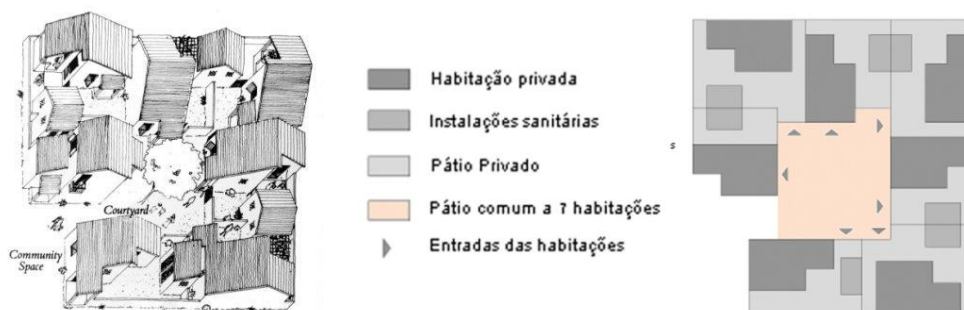 Courtyard
Community
Space
Habitação privada
Instalações sanitárias
Pátio Privado
Pátio comum a 7 habitações
Entradas das habitações
s